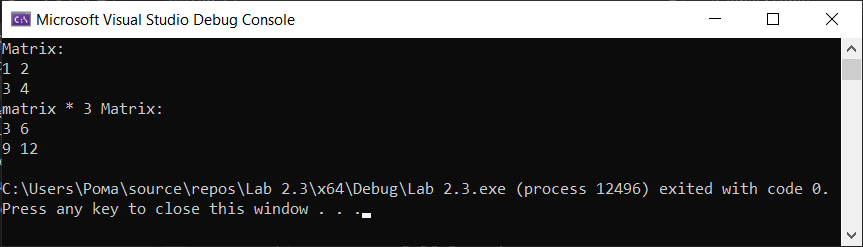 Microsoft Visual Studio Debug Console
Matrix:
1 2
3 4
matrix * 3 Matrix:
3 6
9 12
C:\Users\Рома\source\repos\Lab 2.3\x64\Debug\Lab 2.3.exe (process 12496) exited with code 0.
Press any key to close this window . . .